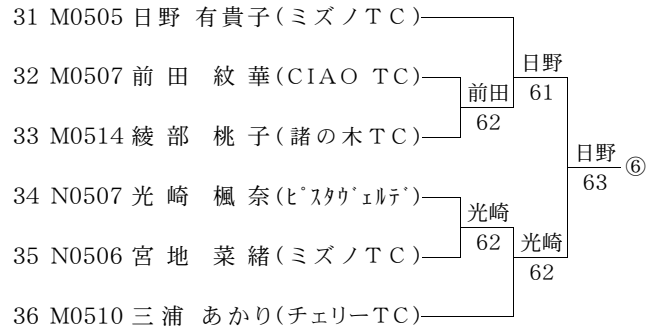 31 M0505 日野 有貴子(ミズノTC)
日野
32 M0507 前田 紋華(CIAO TC)
前田
61
62
33 M0514 綾部 桃子(諸の木TC)
日野
⑥
63
34 N0507 光崎 楓奈(ピスタヴェルデ)
光崎
62
光崎
35 N0506 宮地 菜緒(ミズノTC)
62
36 M0510 三浦 あかり(チェリーTC)